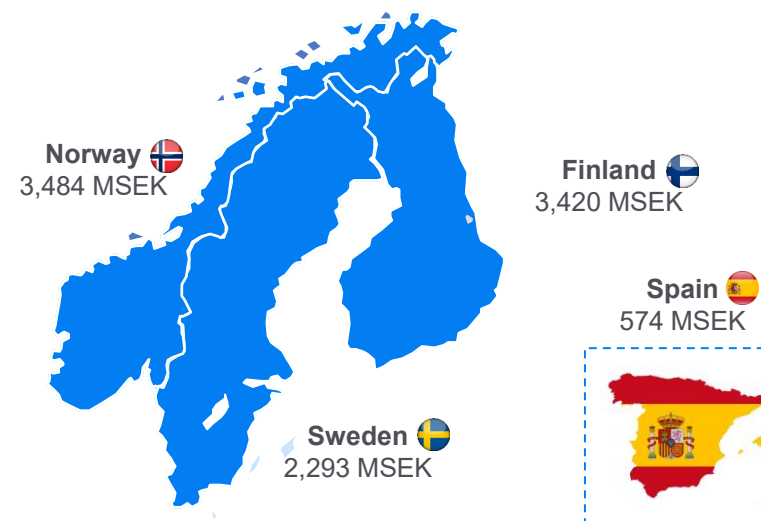 Norway
3,484 MSEK
Finland
3,420 MSEK
Spain
574 MSEK
Sweden
2,293 MSEK